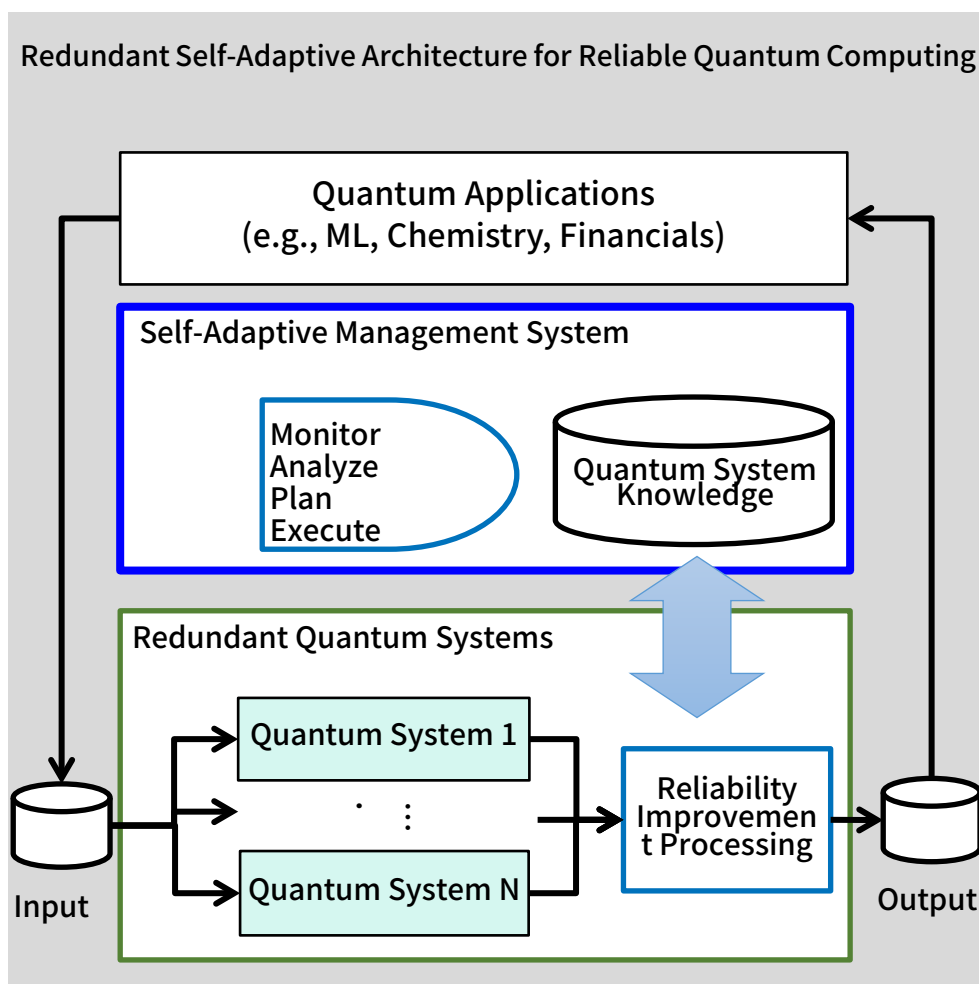 Redundant Self-Adaptive Architecture for Reliable Quantum Computing
Quantum Applications
(e.g., ML, Chemistry, Financials)
Self-Adaptive Management System
Monitor
Analyze
Plan
Execute
Quantum System
Knowledge
Redundant Quantum Systems
Quantum System 1
Quantum System N
Reliability
Improvemen
t Processing
Input
Output